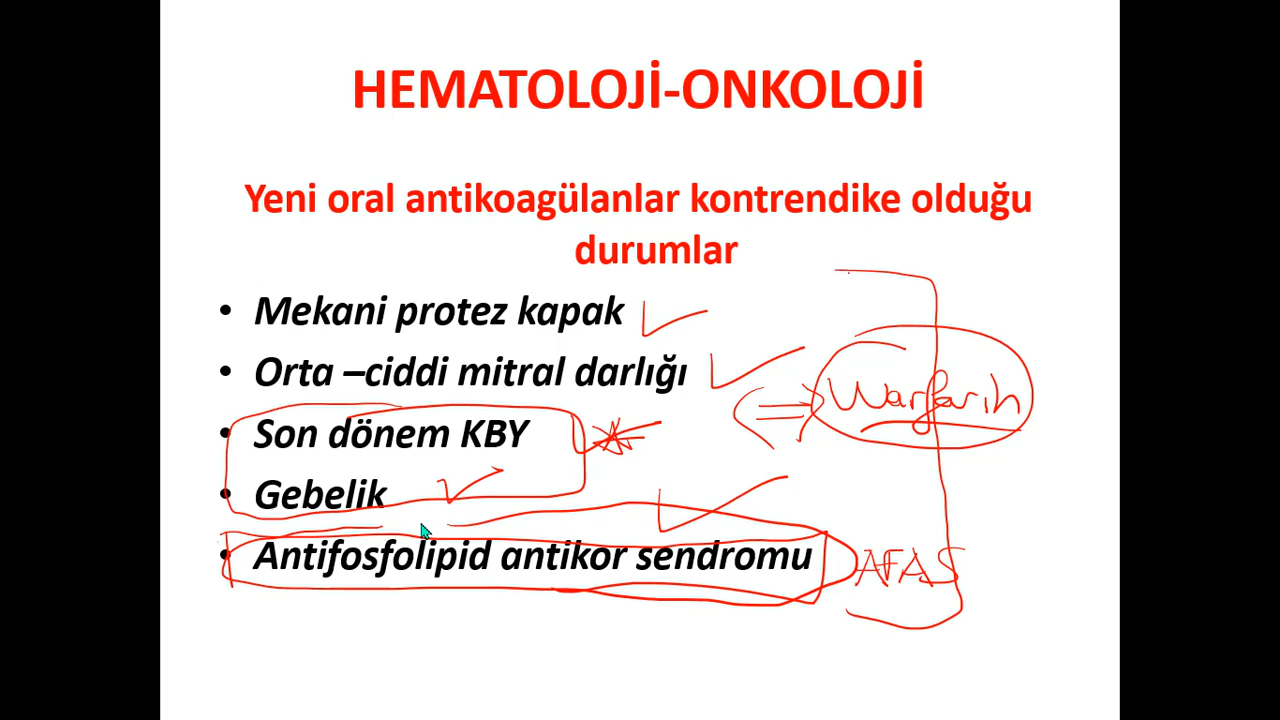 HEMATOLOJİ-ONKOLOJİ
Yeni oral antikoagülanlar kontrendike olduğu
durumlar
• Mekani protez kapak
• Orta –ciddi mitral darlığı
• Son dönem KBY
• Gebelik
• Antifosfolipid antikor sendromu
Warfarin
AFAS